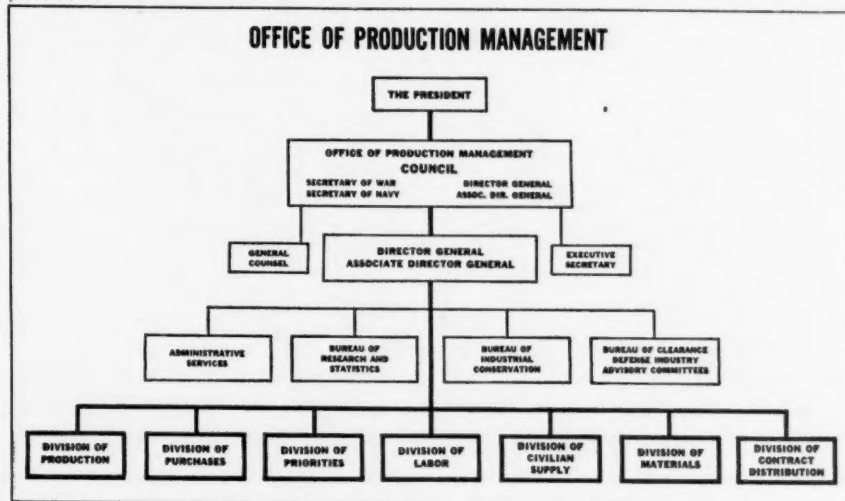 OFFICE OF PRODUCTION MANAGEMENT
THE PRESIDENT
OFFICE OF PRODUCTION MANAGEMENT
COUNCIL
SECRETARY OF WAR DIRECTOR GENERAL
SECRETARY OF NAVY ASSOC. DIR. GENERAL
GENERAL
COUNSEL
DIRECTOR GENERAL
ASSOCIATE DIRECTOR GENERAL
EXECUTIVE
SECRETARY
ADMINISTRATIVE
SERVICES
BUREAU OF
RESEARCH AND
STATISTICS
BUREAU OF
INDUSTRIAL
CONSERVATION
BUREAU OF CLEARANCE
DEFENSE INDUSTRY
ADVISORY COMMITTEES
DIVISION OF
PRODUCTION
DIVISION OF
PURCHASES
DIVISION OF
PRIORITIES
DIVISION OF
LABOR
DIVISION OF
CIVILIAN
SUPPLY
DIVISION OF
MATERIALS
DIVISION OF
CONTRACT
DISTRIBUTION